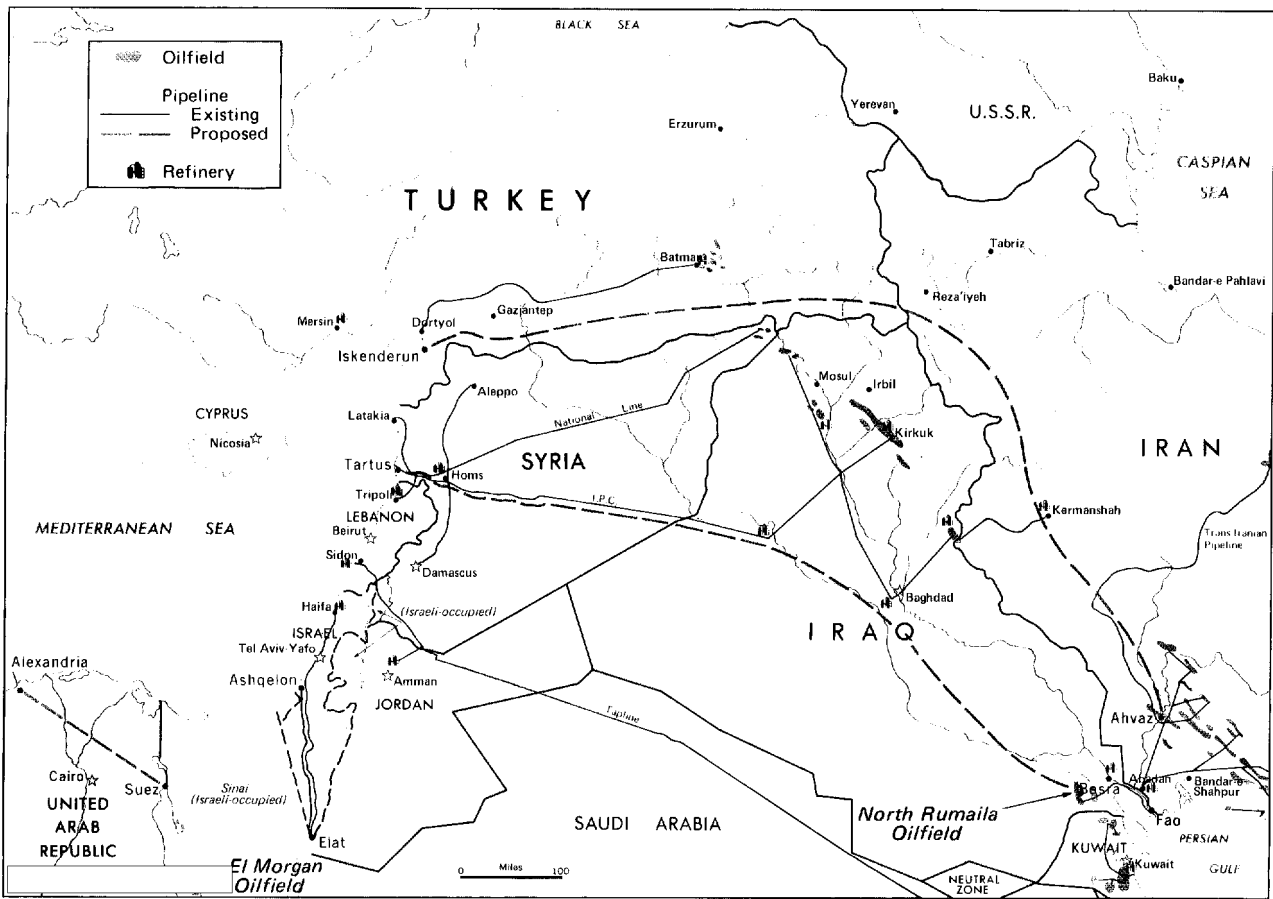 BLACK SEA
Oilfield
Pipeline
Existing
Proposed
Refinery
Baku
Yerevan
U.S.S.R.
Erzurum
CASPIAN
SEA
TURKEY
Tabriz
Batman
Bandar-e Pahlavi
Reza'iyeh
Mersin
Gaziantep
Dortyol
Iskenderun
Aleppo
Mosul
Irbil
CYPRUS
Nicosia
Latakia
National Line
Kirkuk
IRAN
SYRIA
Tartus
Homs
Tripoli
I.P.C.
Kermanshah
LEBANON
MEDITERRANEAN SEA
Beirut
Trans Iranian
Pipeline
Sidon
Damascus
Baghdad
Haifa
(Israeli-occupied)
ISRAEL
IRAQ
Tel Aviv-Yafo
Alexandria
Amman
Ashqelon
JORDAN
Tapline
Ahvaz
Cairo
Suez
Sinai
(Israeli-occupied)
Abadan
Bandar-e
Shahpur
Basra
UNITED
ARAB
REPUBLIC
North Rumaila
Oilfield
Fao
SAUDI ARABIA
Elat
PERSIAN
GULF
KUWAIT
Kuwait
El Morgan
Oilfield
Miles
0 100
NEUTRAL
ZONE